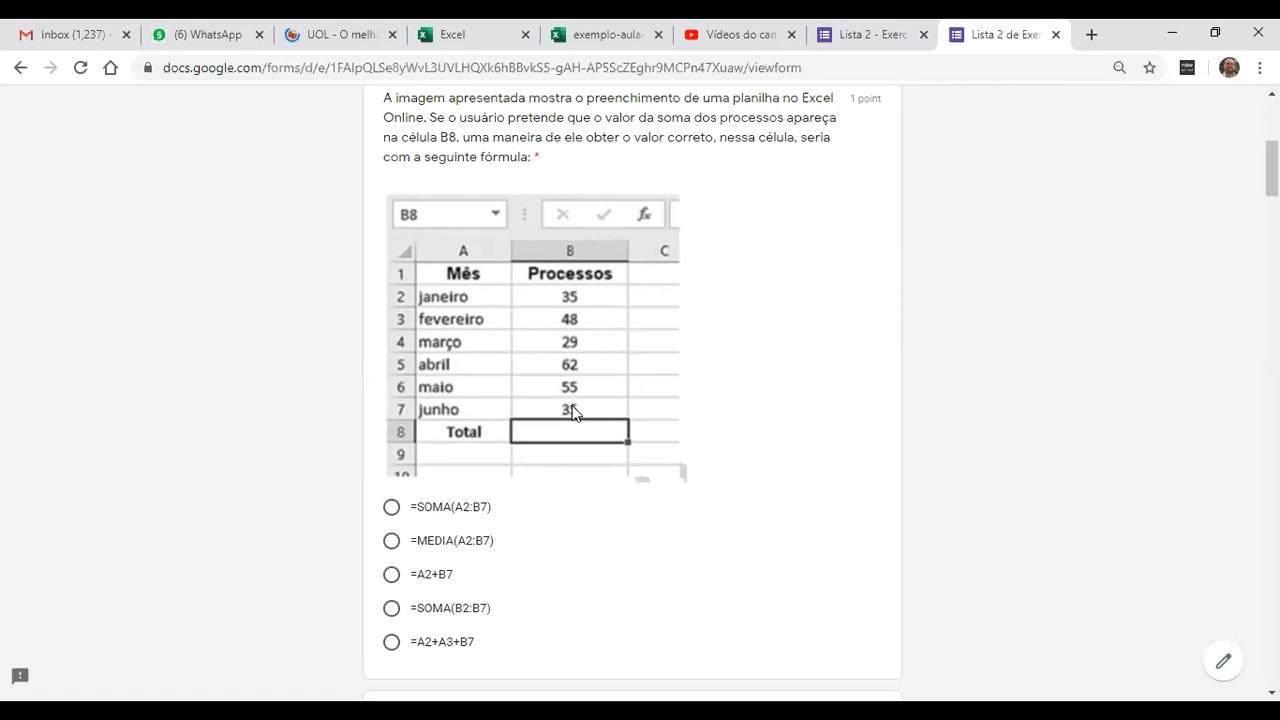 Inbox (1,237) -
(6) WhatsApp
UOL - O melh
Excel
exemplo-aula-
Vídeos do can
Lista 2 - Exerc
Lista 2 de Exer
docs.google.com/forms/d/e/1FAIpQLSe8yWvL3UVLHQXk6hBBvkS5-gAH-AP5ScZEghr9MCPn47Xuaw/viewform
A imagem apresentada mostra o preenchimento de uma planilha no Excel
1 point
Online. Se o usuário pretende que o valor da soma dos processos apareça
na célula B8, uma maneira de ele obter o valor correto, nessa célula, seria
com a seguinte fórmula: *
B8 fx
A B C
1 Mês Processos
2 janeiro 35
3 fevereiro 48
4 março 29
5 abril 62
6 maio 55
7 junho
8 Total
9
10
=SOMA(A2:B7)
=MEDIA(A2:B7)
=A2+B7
=SOMA(B2:B7)
=A2+A3+B7